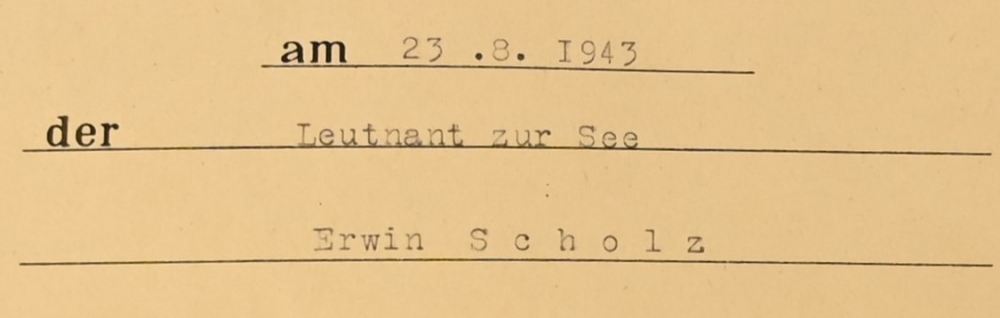 am 23 .8. I943
der Leutnant zur See
Erwin S c h o l z